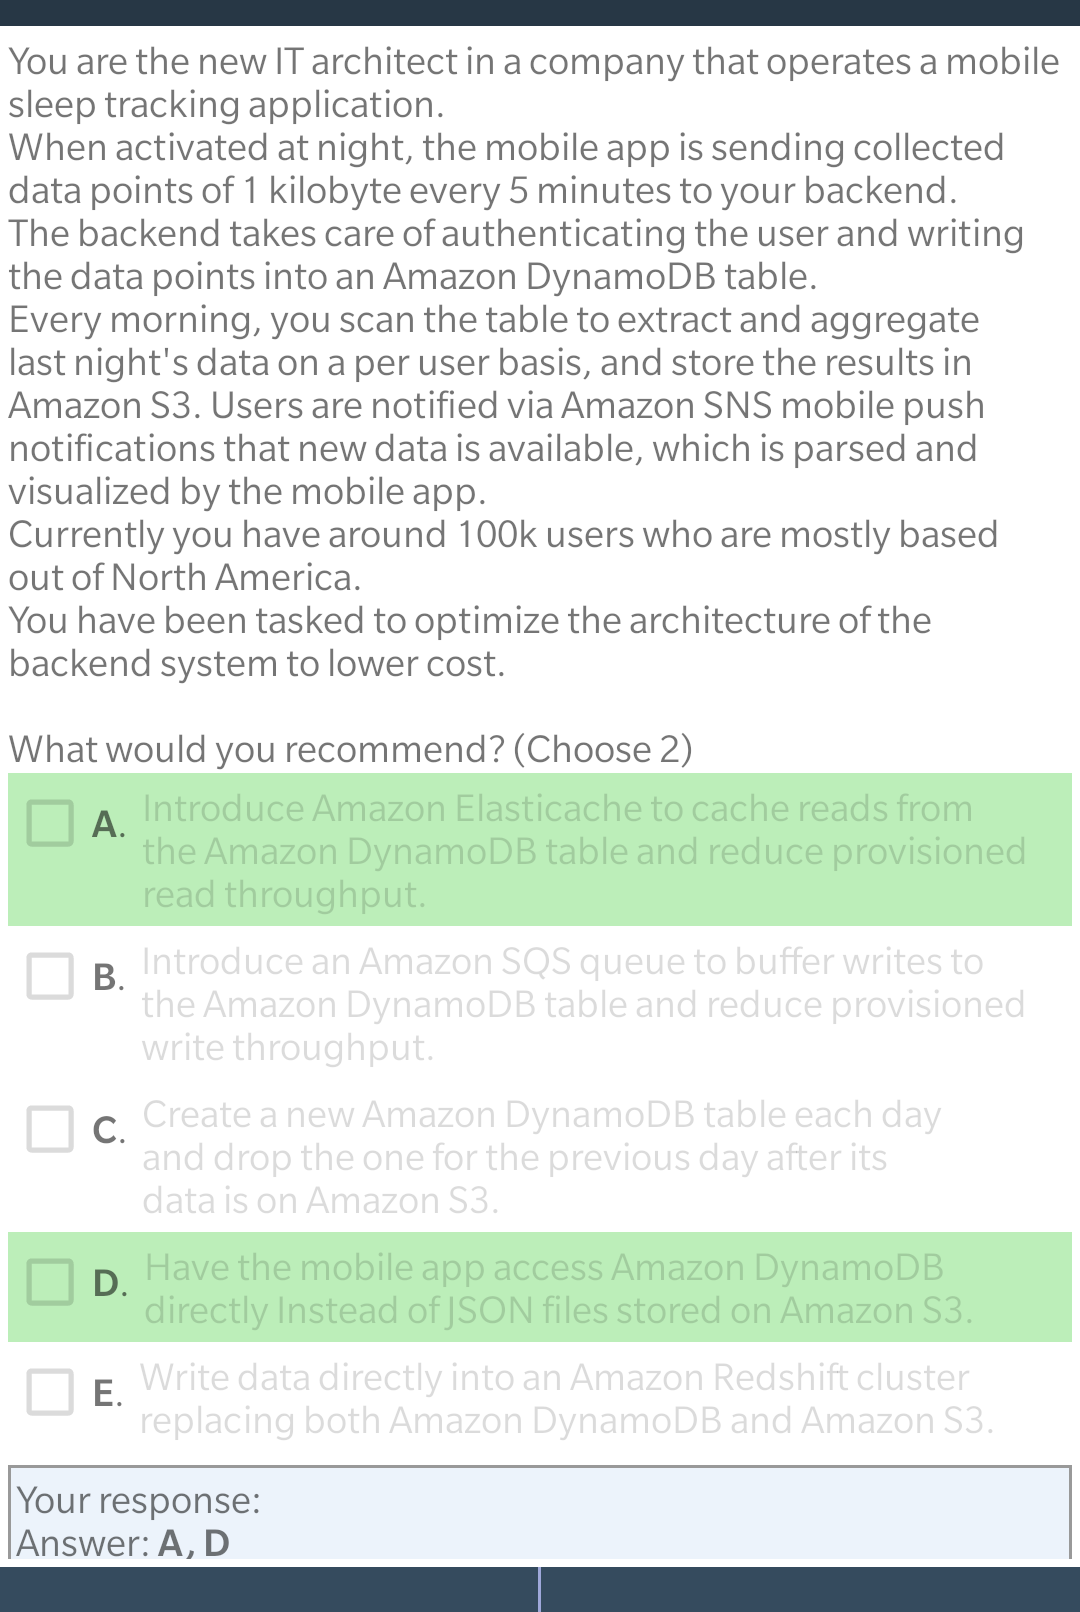 You are the new IT architect in a company that operates a mobile
sleep tracking application.
When activated at night, the mobile app is sending collected
data points of 1 kilobyte every 5 minutes to your backend.
The backend takes care of authenticating the user and writing
the data points into an Amazon DynamoDB table.
Every morning, you scan the table to extract and aggregate
last night's data on a per user basis, and store the results in
Amazon S3. Users are notified via Amazon SNS mobile push
notifications that new data is available, which is parsed and
visualized by the mobile app.
Currently you have around 100k users who are mostly based
out of North America.
You have been tasked to optimize the architecture of the
backend system to lower cost.
What would you recommend? (Choose 2)
A. Introduce Amazon Elasticache to cache reads from
the Amazon DynamoDB table and reduce provisioned
read throughput.
B. Introduce an Amazon SQS queue to buffer writes to
the Amazon DynamoDB table and reduce provisioned
write throughput.
C. Create a new Amazon DynamoDB table each day
and drop the one for the previous day after its
data is on Amazon S3.
D. Have the mobile app access Amazon DynamoDB
directly Instead of JSON files stored on Amazon S3.
E. Write data directly into an Amazon Redshift cluster
replacing both Amazon DynamoDB and Amazon S3.
Your response:
Answer: A, D